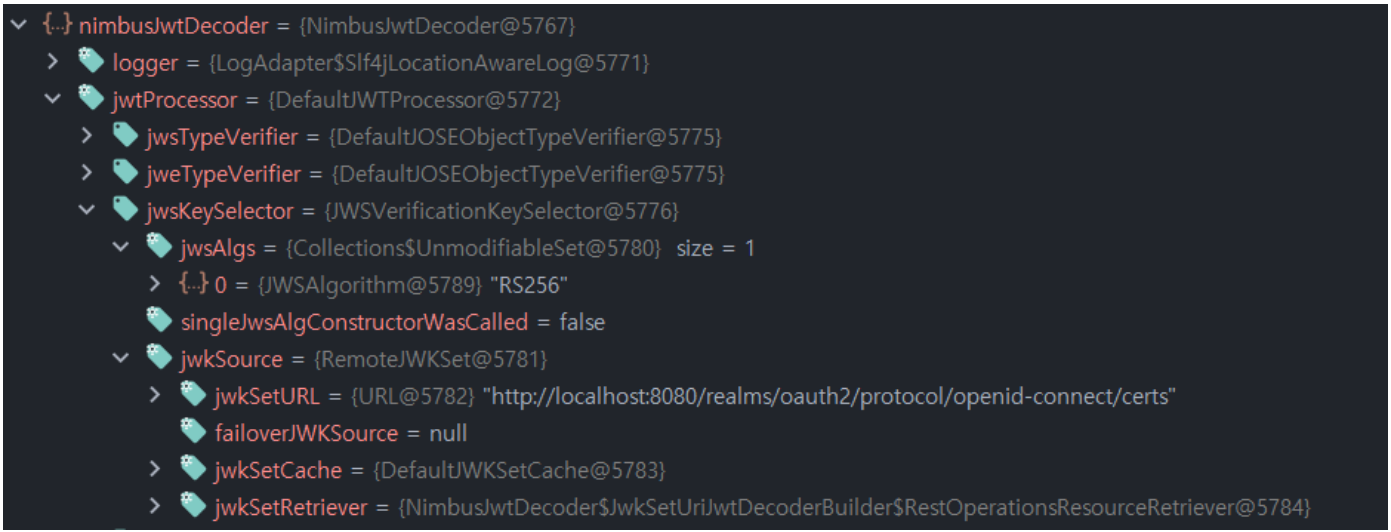 {...} nimbusJwtDecoder = {NimbusJwtDecoder@5767}
logger = {LogAdapter$Slf4jLocationAwareLog@5771}
jwtProcessor = {DefaultJWTProcessor@5772}
jwsTypeVerifier = {DefaultJOSEObjectTypeVerifier@5775}
jweTypeVerifier = {DefaultJOSEObjectTypeVerifier@5775}
jwsKeySelector = {JWSVerificationKeySelector@5776}
jwsAlgs = {Collections$UnmodifiableSet@5780} size = 1
{...} 0 = {JWSAlgorithm@5789} "RS256"
singleJwsAlgConstructorWasCalled = false
jwkSource = {RemoteJWKSet@5781}
jwkSetURL = {URL@5782} "http://localhost:8080/realms/oauth2/protocol/openid-connect/certs"
failoverJWKSource = null
jwkSetCache = {DefaultJWKSetCache@5783}
jwkSetRetriever = {NimbusJwtDecoder$JwkSetUriJwtDecoderBuilder$RestOperationsResourceRetriever@5784}